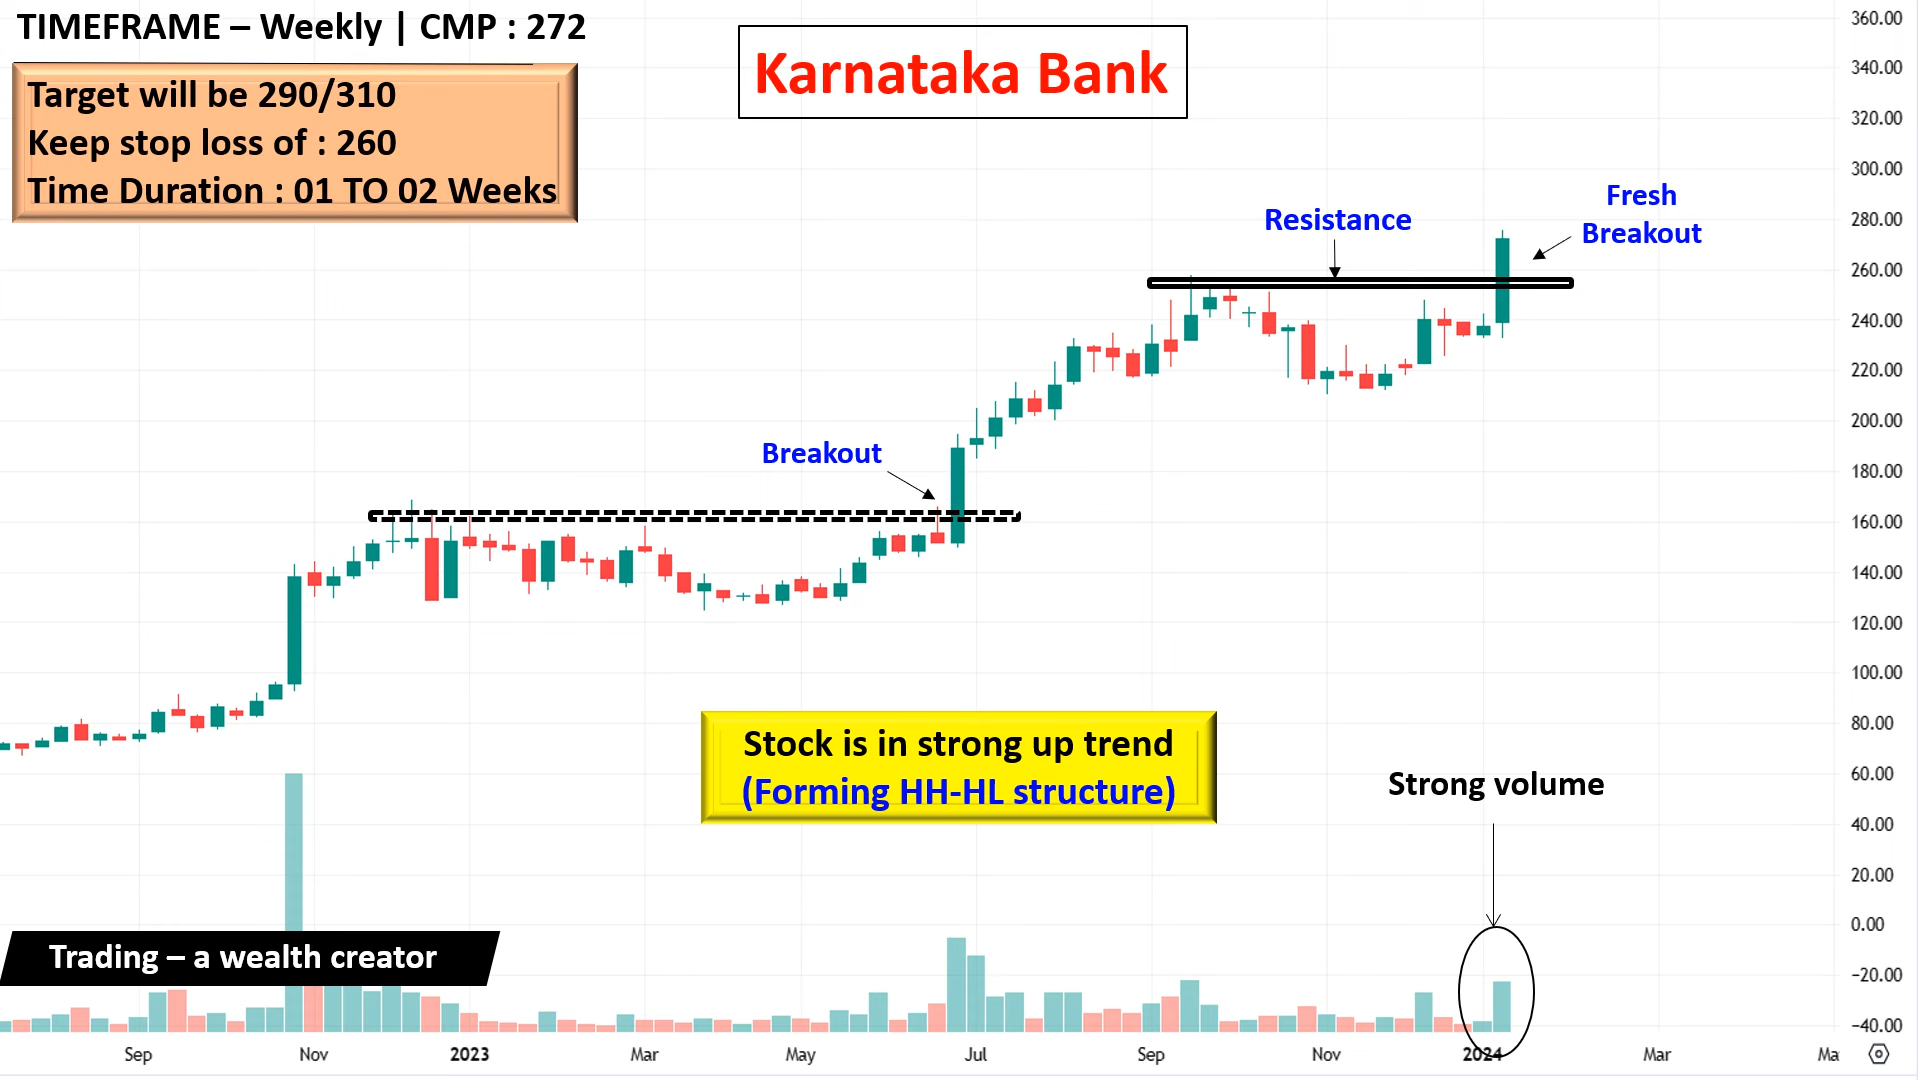 TIMEFRAME – Weekly | CMP : 272
Karnataka Bank
Target will be 290/310
Keep stop loss of : 260
Time Duration : 01 TO 02 Weeks
Fresh
Breakout
Resistance
Breakout
Stock is in strong up trend
(Forming HH-HL structure)
Strong volume
Trading – a wealth creator
360.00
340.00
320.00
300.00
280.00
260.00
240.00
220.00
200.00
180.00
160.00
140.00
120.00
100.00
80.00
60.00
40.00
20.00
0.00
−20.00
−40.00
Sep Nov 2023 Mar May Jul Sep Nov 2024 Mar Ma